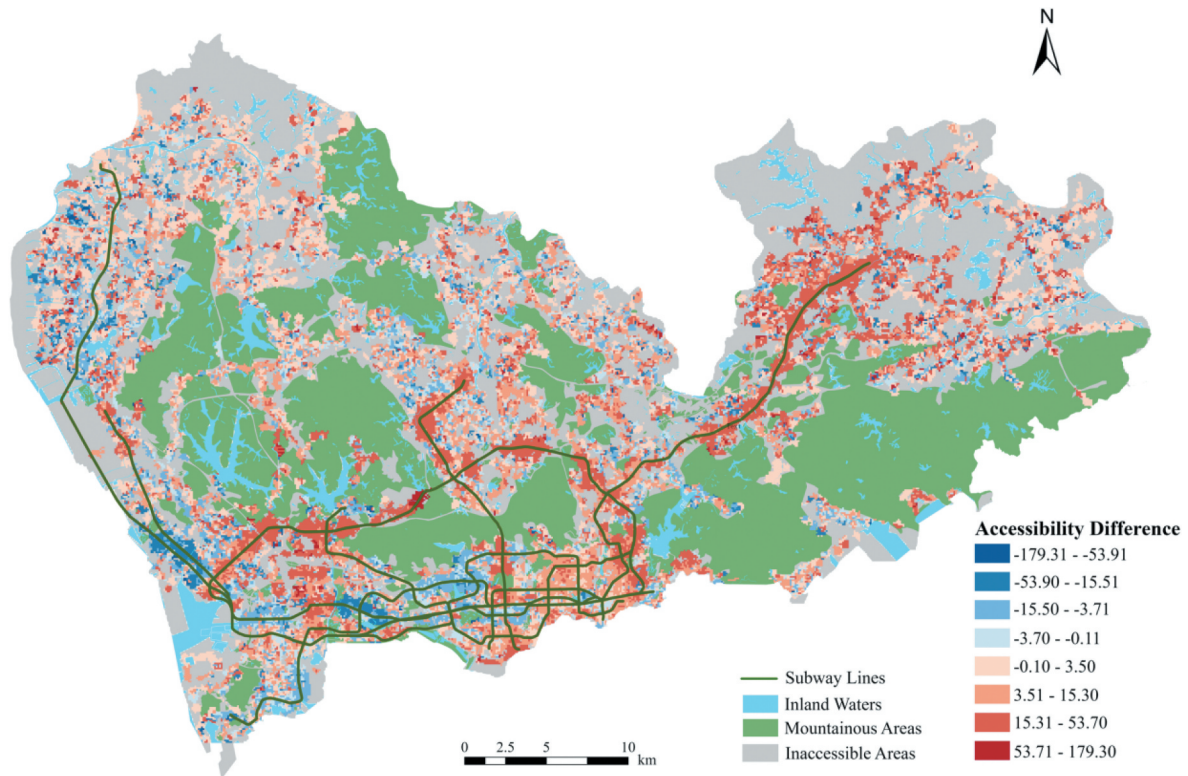 N
Accessibility Difference
-179.31 - -53.91
-53.90 - -15.51
-15.50 - -3.71
-3.70 - -0.11
-0.10 - 3.50
3.51 - 15.30
15.31 - 53.70
53.71 - 179.30
Subway Lines
Inland Waters
Mountainous Areas
Inaccessible Areas
0 2.5 5 10
km